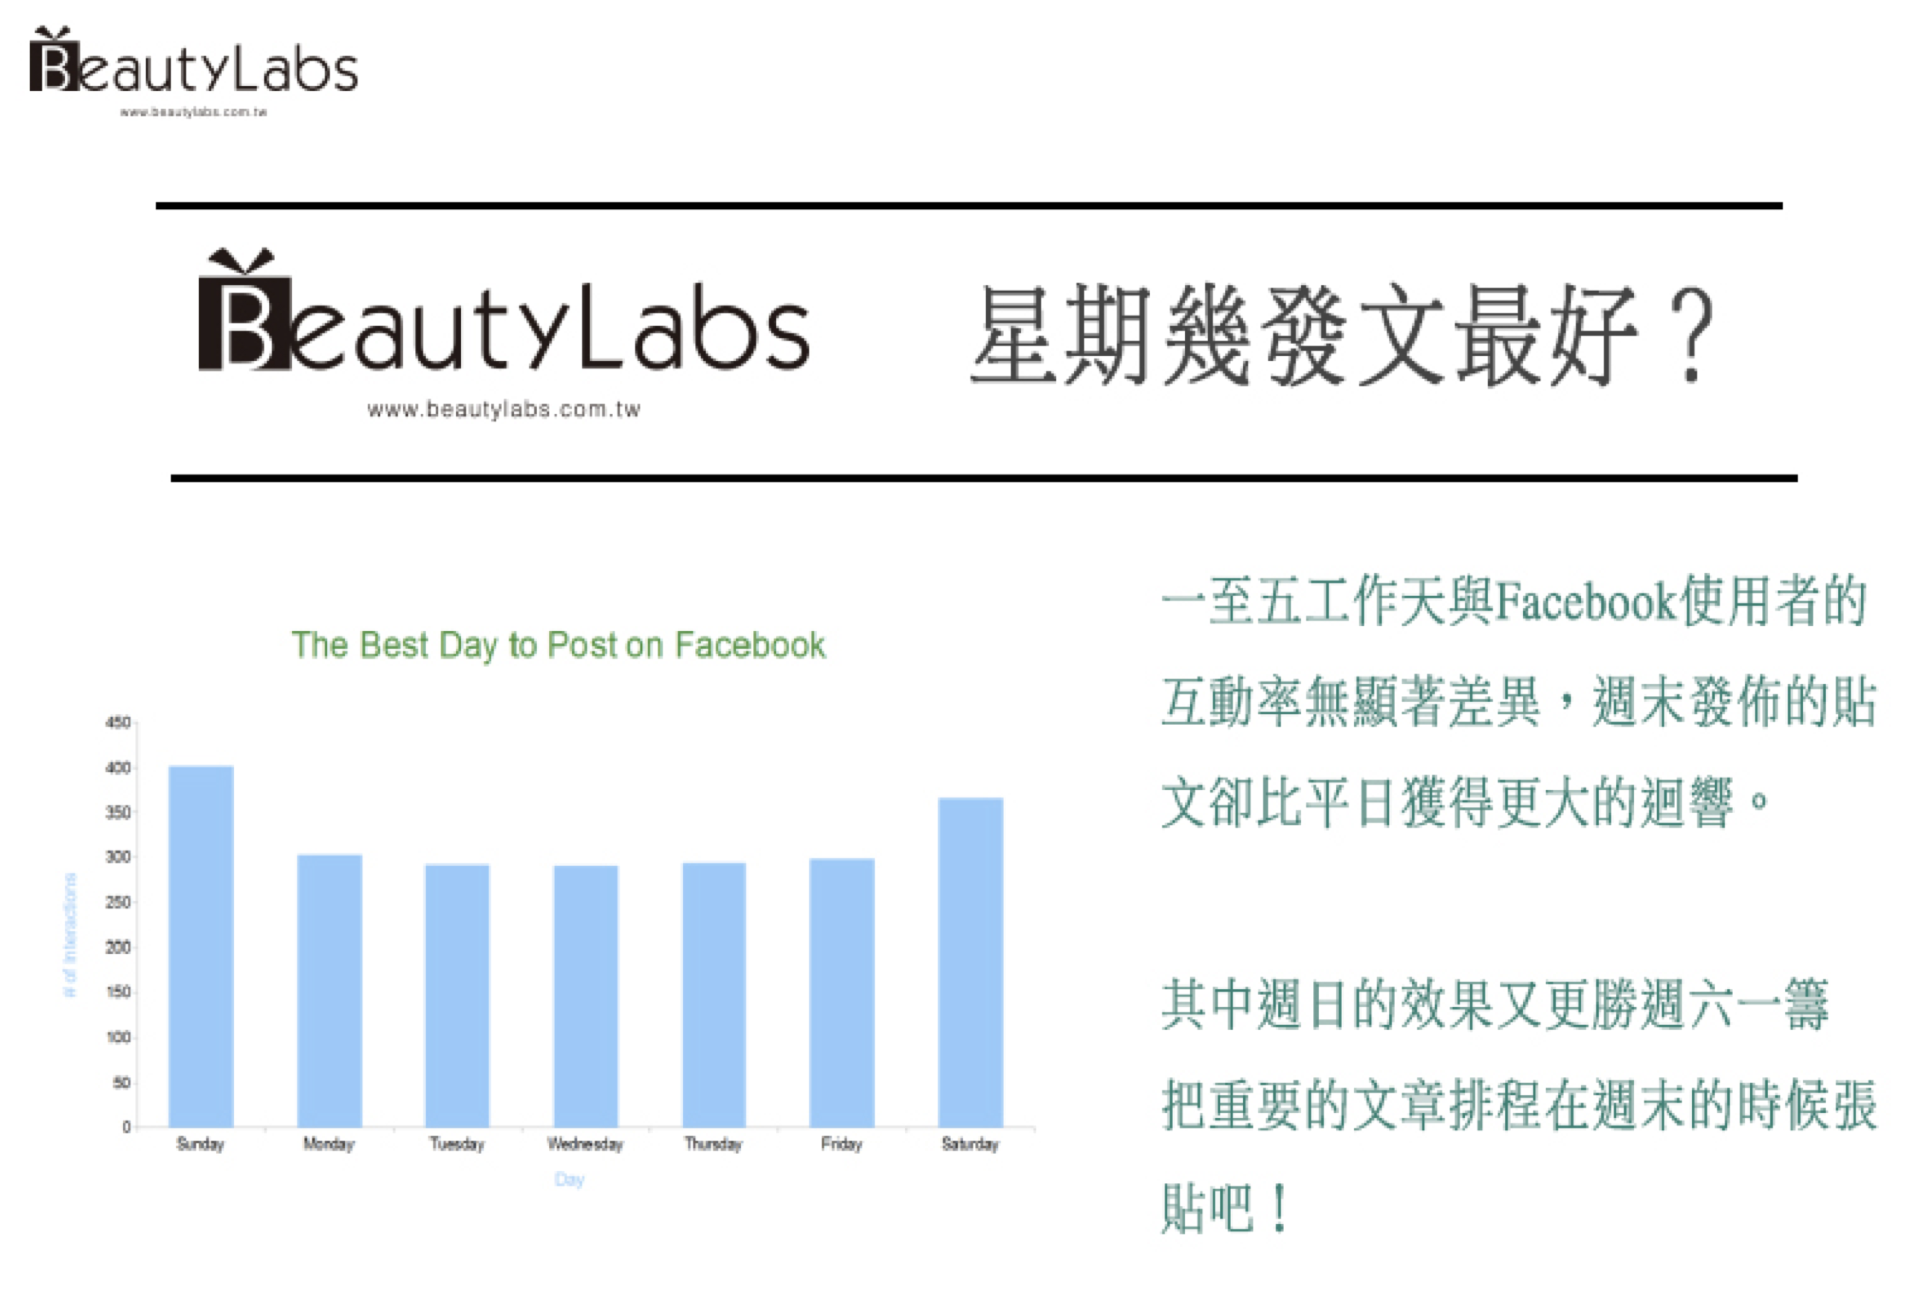 BeautyLabs
www.beautylabs.com.tw
BeautyLabs
www.beautylabs.com.tw
星期幾發文最好？
The Best Day to Post on Facebook
450
400
350
300
250
200
150
100
50
0
# of Interactions
Sunday Monday Tuesday Wednesday Thursday Friday Saturday
Day
一至五工作天與Facebook使用者的
互動率無顯著差異，週末發佈的貼
文卻比平日獲得更大的迴響。
其中週日的效果又更勝週六一籌
把重要的文章排程在週末的時候張
貼吧！